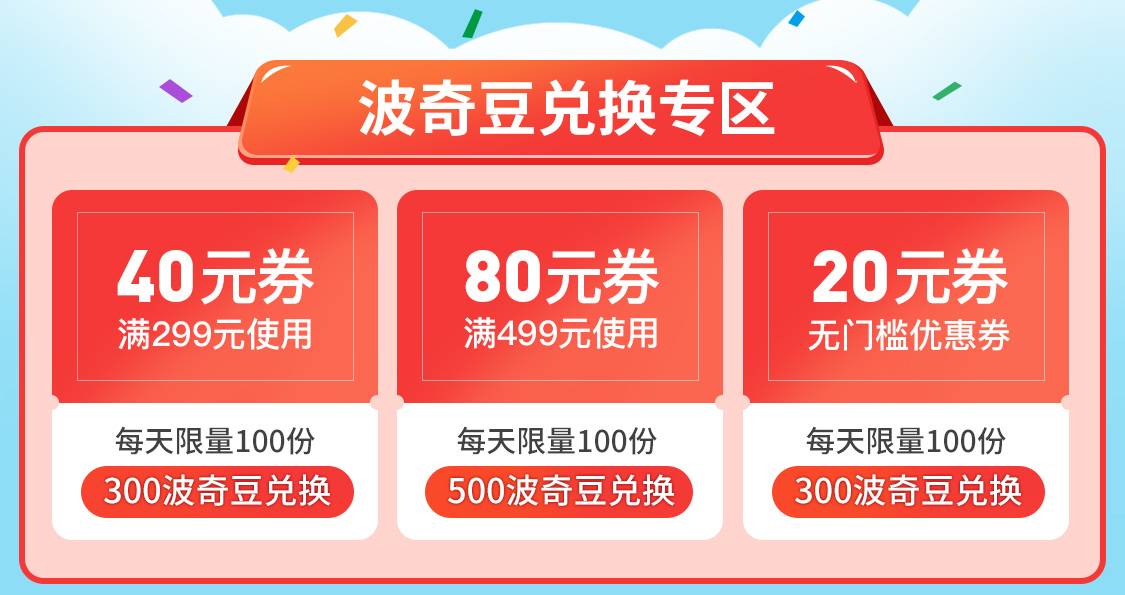 波奇豆兑换专区
40元券
满299元使用
每天限量100份
300波奇豆兑换
80元券
满499元使用
每天限量100份
500波奇豆兑换
20元券
无门槛优惠券
每天限量100份
300波奇豆兑换